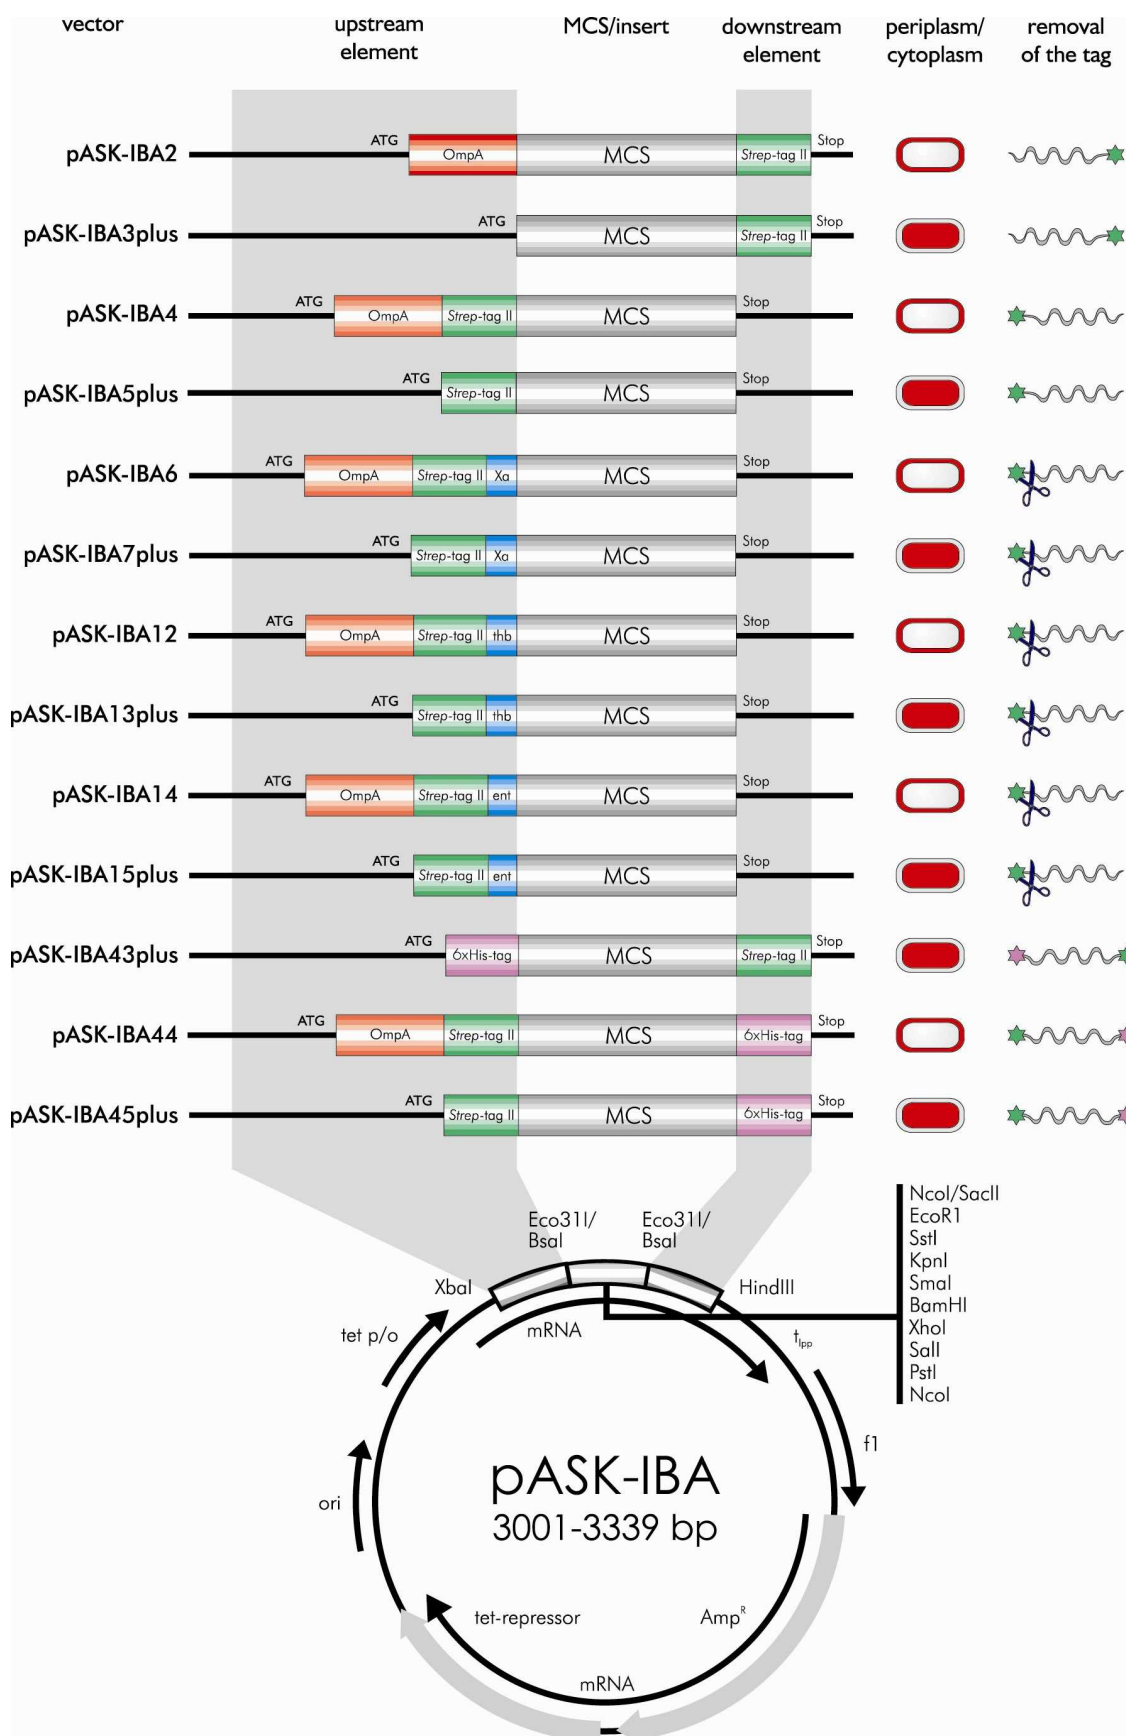 vector upstream element MCS/insert downstream element periplasm/cytoplasm removal of the tag
pASK-IBA2 ATG OmpA MCS Strep-tag II Stop
pASK-IBA3plus ATG MCS Strep-tag II Stop
pASK-IBA4 ATG OmpA Strep-tag II MCS Stop
pASK-IBA5plus ATG Strep-tag II MCS Stop
pASK-IBA6 ATG OmpA Strep-tag II Xa MCS Stop
pASK-IBA7plus ATG Strep-tag II Xa MCS Stop
pASK-IBA12 ATG OmpA Strep-tag II thb MCS Stop
pASK-IBA13plus ATG Strep-tag II thb MCS Stop
pASK-IBA14 ATG OmpA Strep-tag II ent MCS Stop
pASK-IBA15plus ATG Strep-tag II ent MCS Stop
pASK-IBA43plus ATG 6xHis-tag MCS Strep-tag II Stop
pASK-IBA44 ATG OmpA Strep-tag II MCS 6xHis-tag Stop
pASK-IBA45plus ATG Strep-tag II MCS 6xHis-tag Stop
Eco31I/
BsaI
Eco31I/
BsaI
XbaI
HindIII
NcoI/SacII
EcoR1
SstI
KpnI
SmaI
BamHI
XhoI
SalI
PstI
NcoI
tet p/o
mRNA
tlpp
f1
ori
pASK-IBA
3001-3339 bp
tet-repressor
AmpR
mRNA